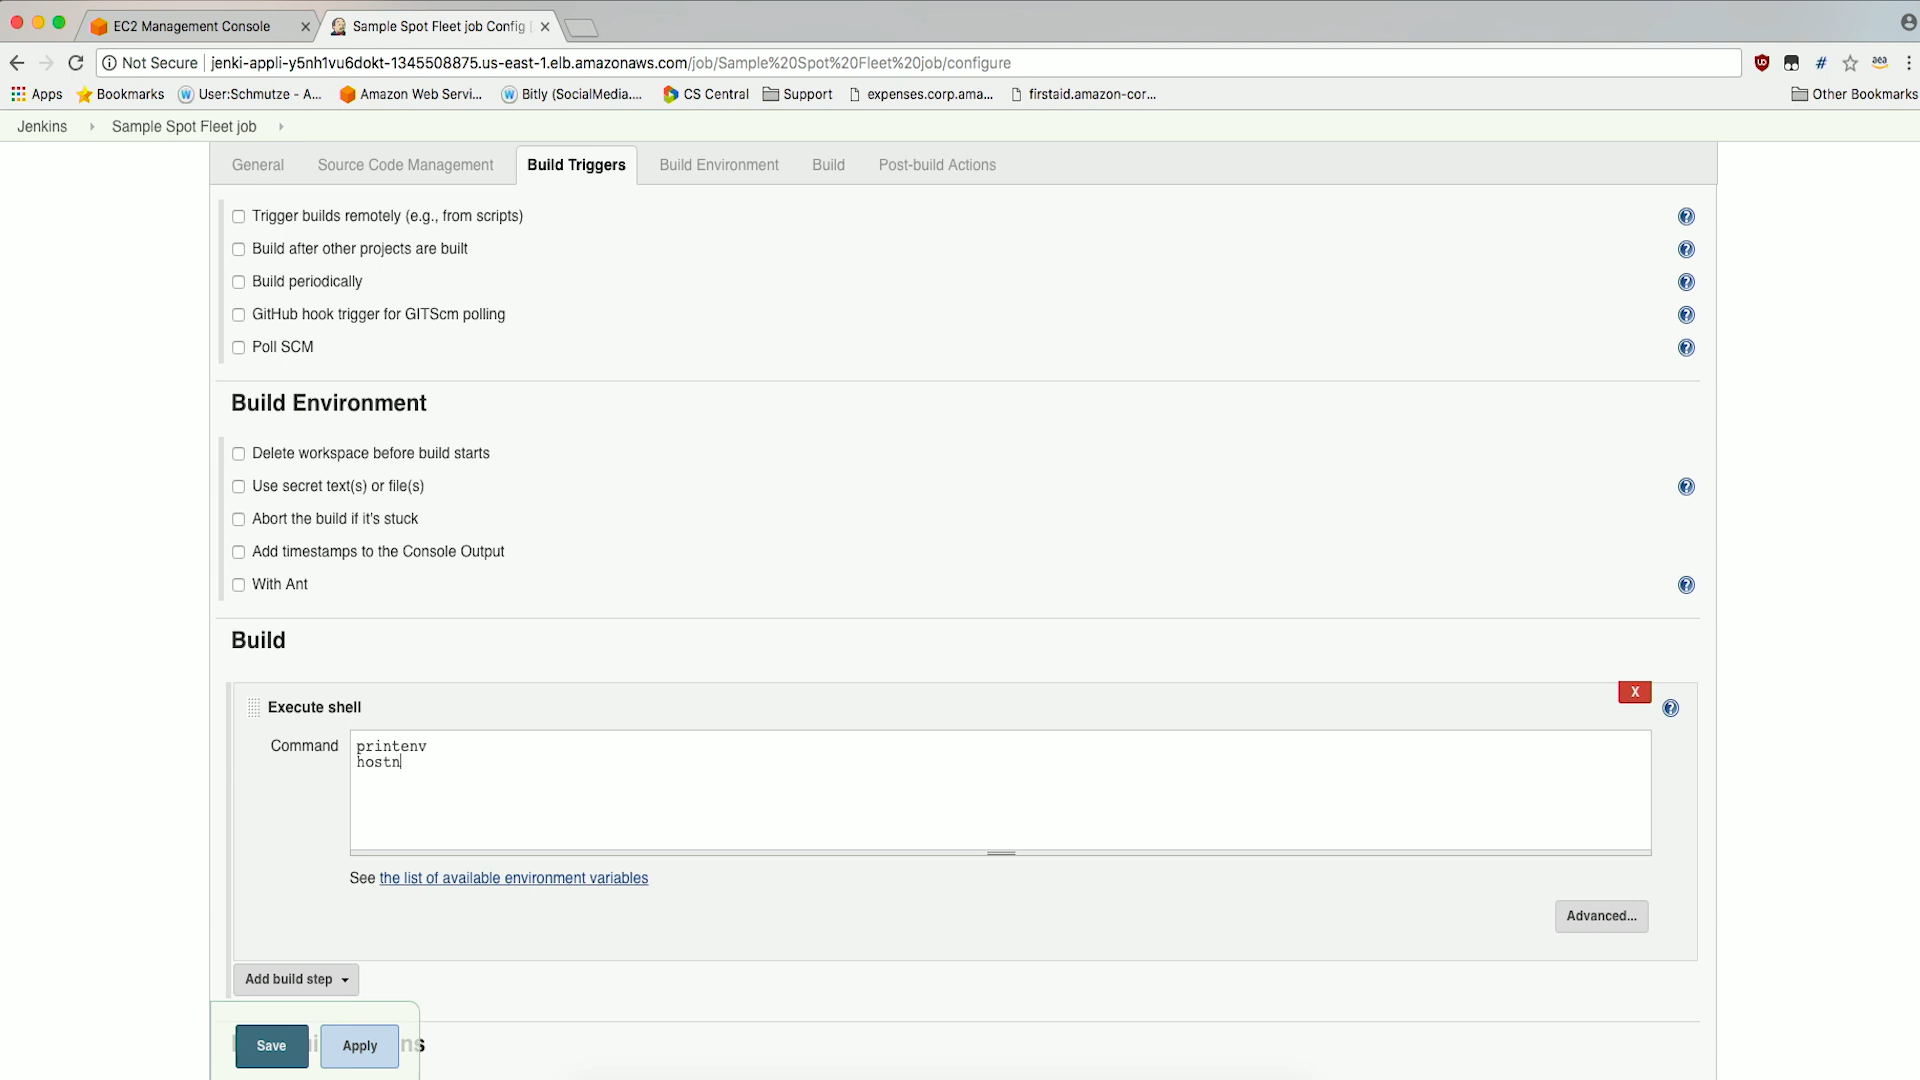 EC2 Management Console
Sample Spot Fleet job Config
Not Secure jenki-appli-y5nh1vu6dokt-1345508875.us-east-1.elb.amazonaws.com/job/Sample%20Spot%20Fleet%20job/configure
Apps Bookmarks User:Schmutze - A... Amazon Web Servi... Bitly (SocialMedia.... CS Central Support expenses.corp.ama... firstaid.amazon-cor... Other Bookmarks
Jenkins Sample Spot Fleet job
General Source Code Management Build Triggers Build Environment Build Post-build Actions
Trigger builds remotely (e.g., from scripts)
Build after other projects are built
Build periodically
GitHub hook trigger for GITScm polling
Poll SCM
Build Environment
Delete workspace before build starts
Use secret text(s) or file(s)
Abort the build if it's stuck
Add timestamps to the Console Output
With Ant
Build
X
Execute shell
Command
printenv
hostn
See the list of available environment variables
Advanced...
Add build step
Save Apply